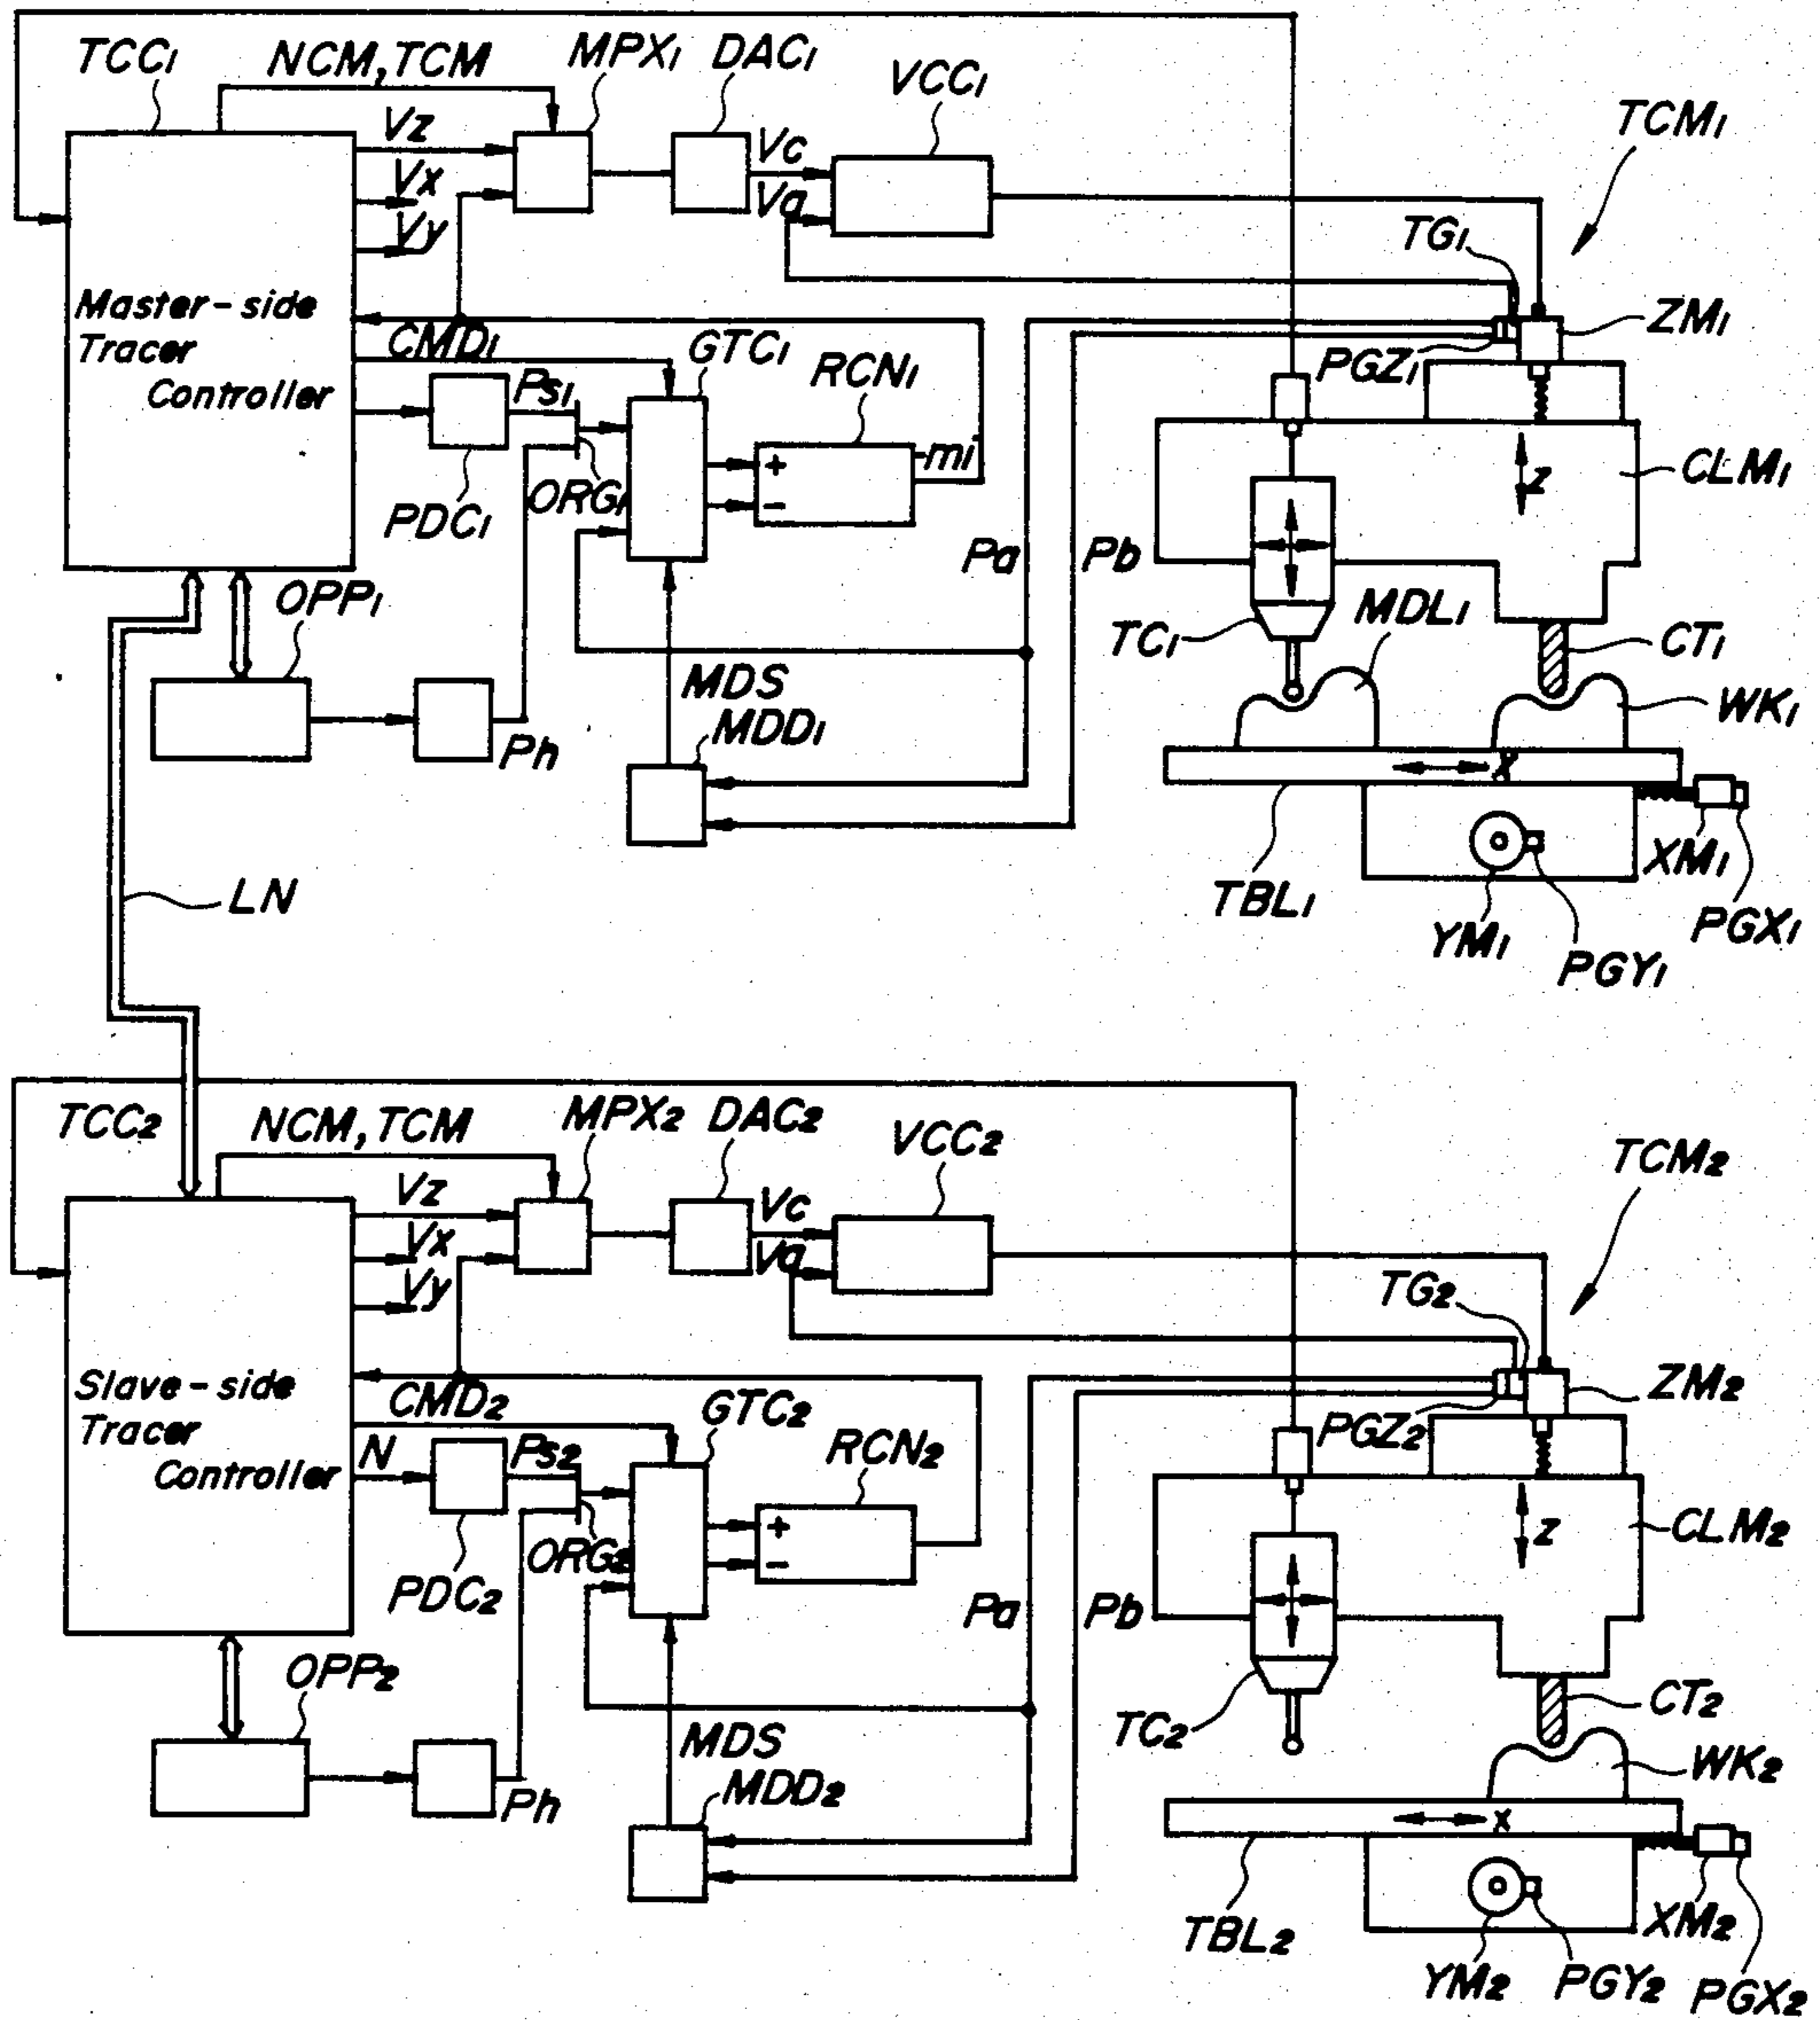 TCC1
NCM, TCM
MPX1
DAC1
VCC1
TCM1
Vz
Vx
Vy
Vc
Va
TG1
ZM1
PGZ1
Master-side
Tracer
Controller
CMD1
GTC1
RCN1
Ps1
mi
+
-
ORG1
PDC1
Pa
Pb
Z
CLM1
OPP1
TC1
MDL1
CT1
WK1
MDS
MDD1
Ph
X
XM1
TBL1
YM1
PGY1
PGX1
LN
TCC2
NCM, TCM
MPX2
DAC2
VCC2
TCM2
Vz
Vx
Vy
Vc
Va
TG2
ZM2
PGZ2
Slave-side
Tracer
Controller
CMD2
GTC2
RCN2
N
Ps2
+
-
ORG2
PDC2
Pa
Pb
Z
CLM2
OPP2
TC2
CT2
WK2
MDS
MDD2
Ph
X
XM2
TBL2
YM2
PGY2
PGX2